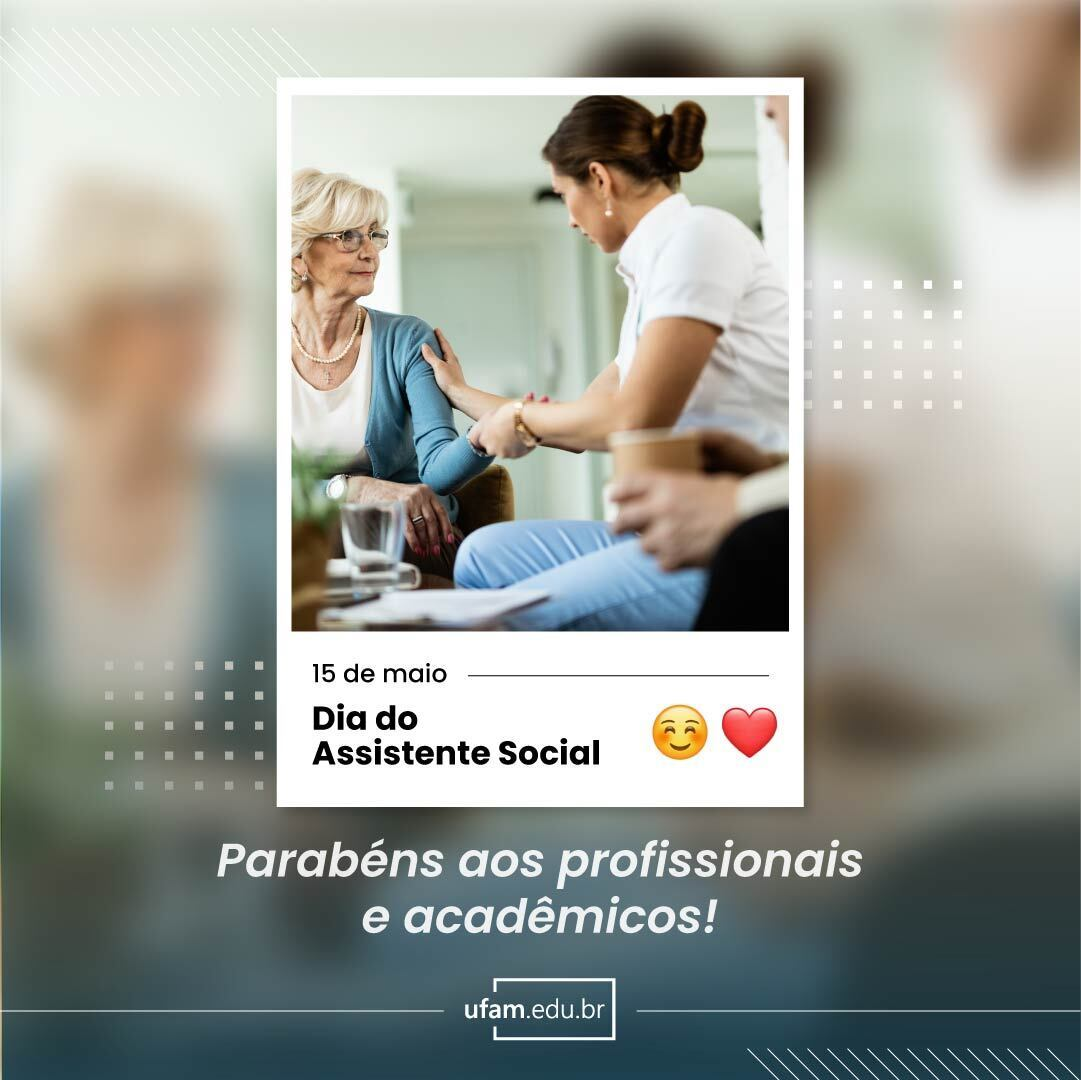 15 de maio
Dia do
Assistente Social
Parabéns aos profissionais
e acadêmicos!
ufam.edu.br